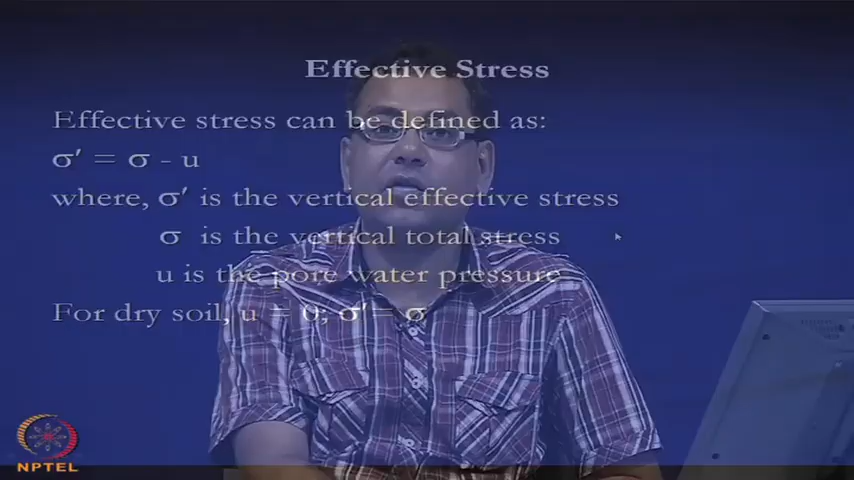 Effective Stress
Effective stress can be defined as:
σ′ = σ - u
where, σ′ is the vertical effective stress
σ is the vertical total stress
u is the pore water pressure
For dry soil, u = 0; σ′ = σ
NPTEL